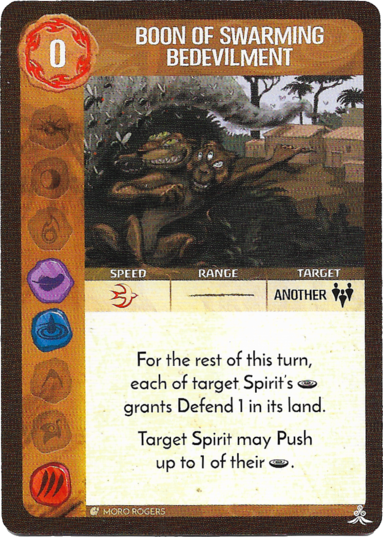 0
BOON OF SWARMING
BEDEVILMENT
SPEED RANGE TARGET
ANOTHER
For the rest of this turn,
each of target Spirit's
grants Defend 1 in its land.
Target Spirit may Push
up to 1 of their .
MORO ROGERS